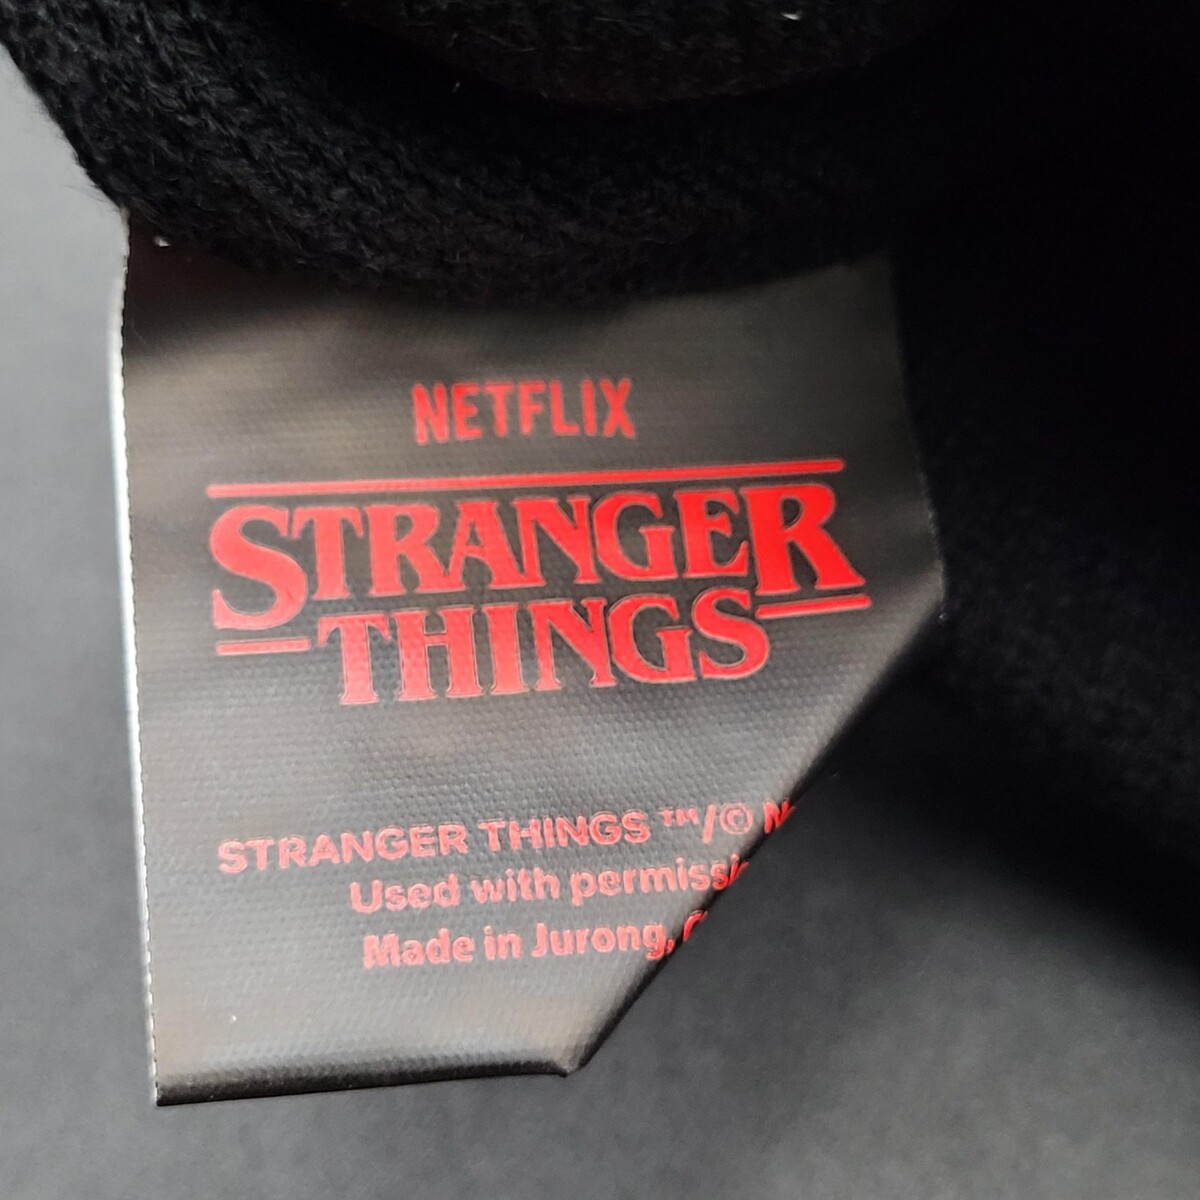 NETFLIX
STRANGER
THINGS
STRANGER THINGS ™/©
Used with
Made in Jurong,